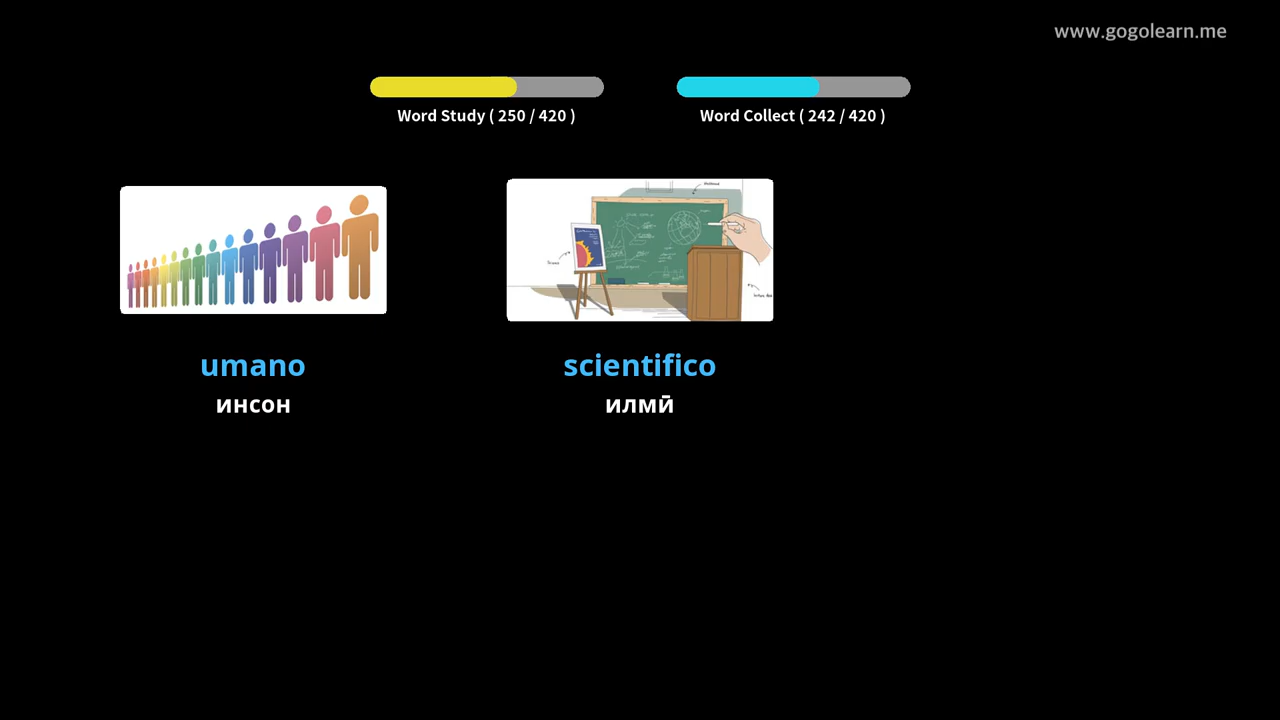 www.gogolearn.me
Word Study ( 250 / 420 )
Word Collect ( 242 / 420 )
umano
инсон
scientifico
илмӣ